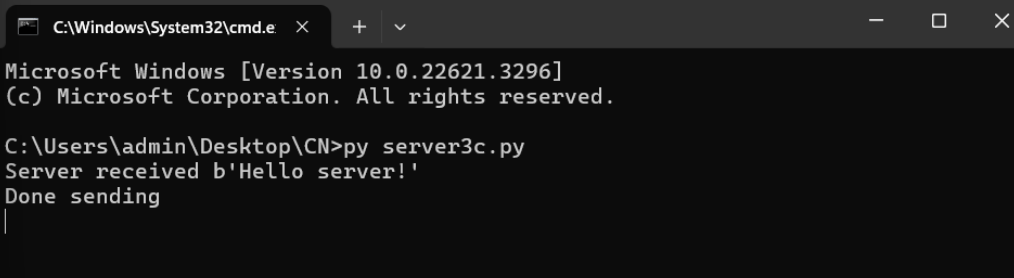 C:\Windows\System32\cmd.e
Microsoft Windows [Version 10.0.22621.3296]
(c) Microsoft Corporation. All rights reserved.
C:\Users\admin\Desktop\CN>py server3c.py
Server received b'Hello server!'
Done sending